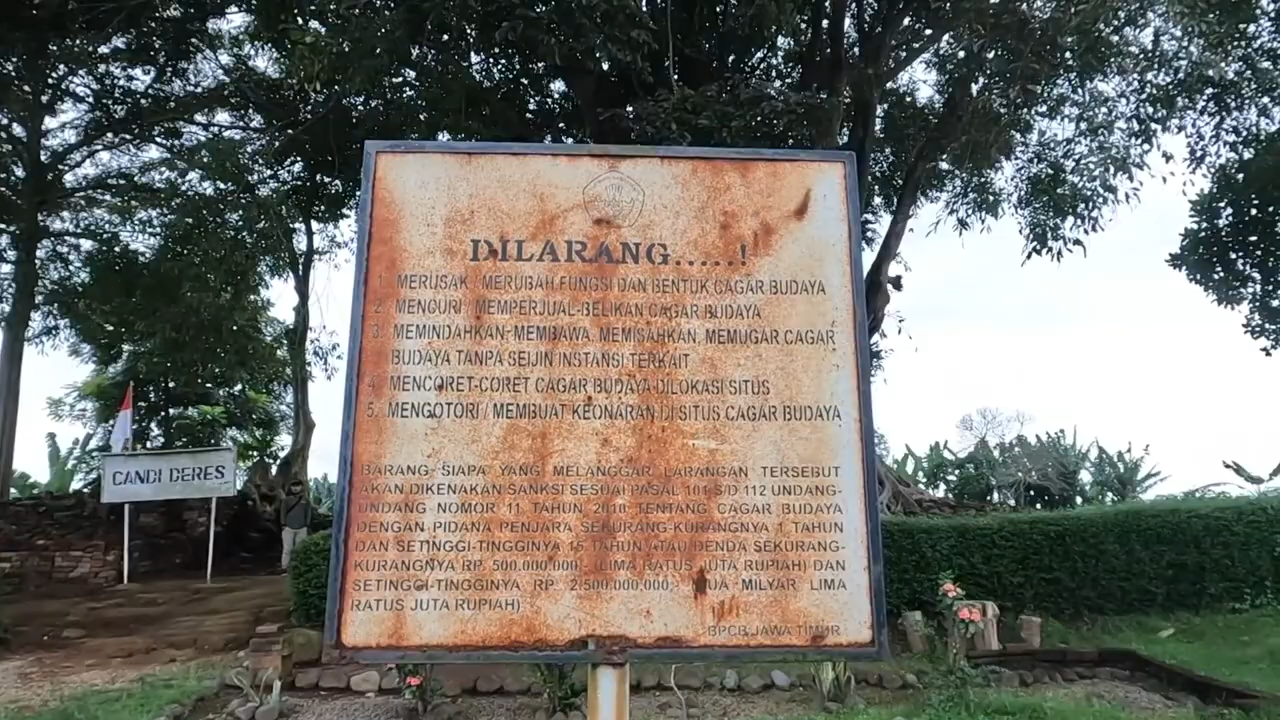 DILARANG.....!
1. MERUSAK / MERUBAH FUNGSI DAN BENTUK CAGAR BUDAYA
2. MENCURI / MEMPERJUAL-BELIKAN CAGAR BUDAYA
3. MEMINDAHKAN, MEMBAWA, MEMISAHKAN, MEMUGAR CAGAR
BUDAYA TANPA SEIJIN INSTANSI TERKAIT
4. MENCORET-CORET CAGAR BUDAYA DILOKASI SITUS
5. MENGOTORI / MEMBUAT KEONARAN DI SITUS CAGAR BUDAYA
BARANG SIAPA YANG MELANGGAR LARANGAN TERSEBUT
AKAN DIKENAKAN SANKSI SESUAI PASAL 101 S/D 112 UNDANG-
UNDANG NOMOR 11 TAHUN 2010 TENTANG CAGAR BUDAYA
DENGAN PIDANA PENJARA SEKURANG-KURANGNYA 1 TAHUN
DAN SETINGGI-TINGGINYA 15 TAHUN ATAU DENDA SEKURANG-
KURANGNYA RP. 500.000.000,- LIMA RATUS JUTA RUPIAH) DAN
SETINGGI-TINGGINYA RP. 2.500.000.000, MILYAR LIMA
RATUS JUTA RUPIAH)
BPCB JAWA TIMUR
CANDI DERES